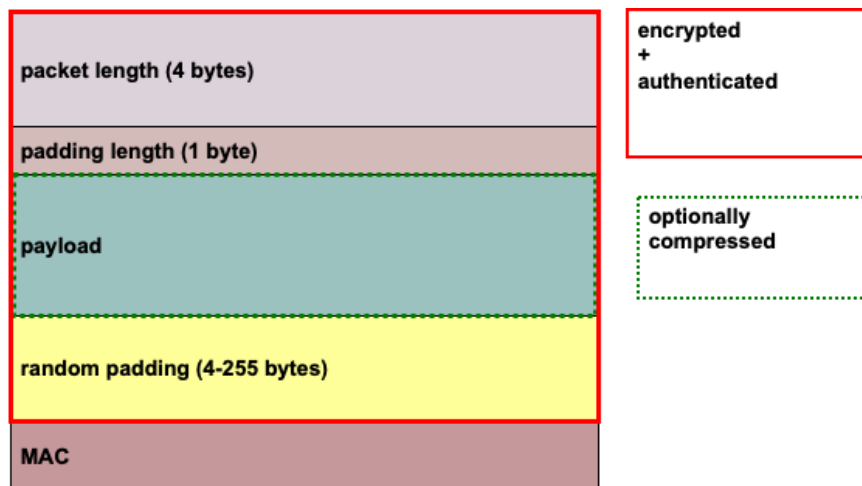 packet length (4 bytes)
padding length (1 byte)
payload
random padding (4-255 bytes)
MAC
encrypted
+
authenticated
optionally
compressed